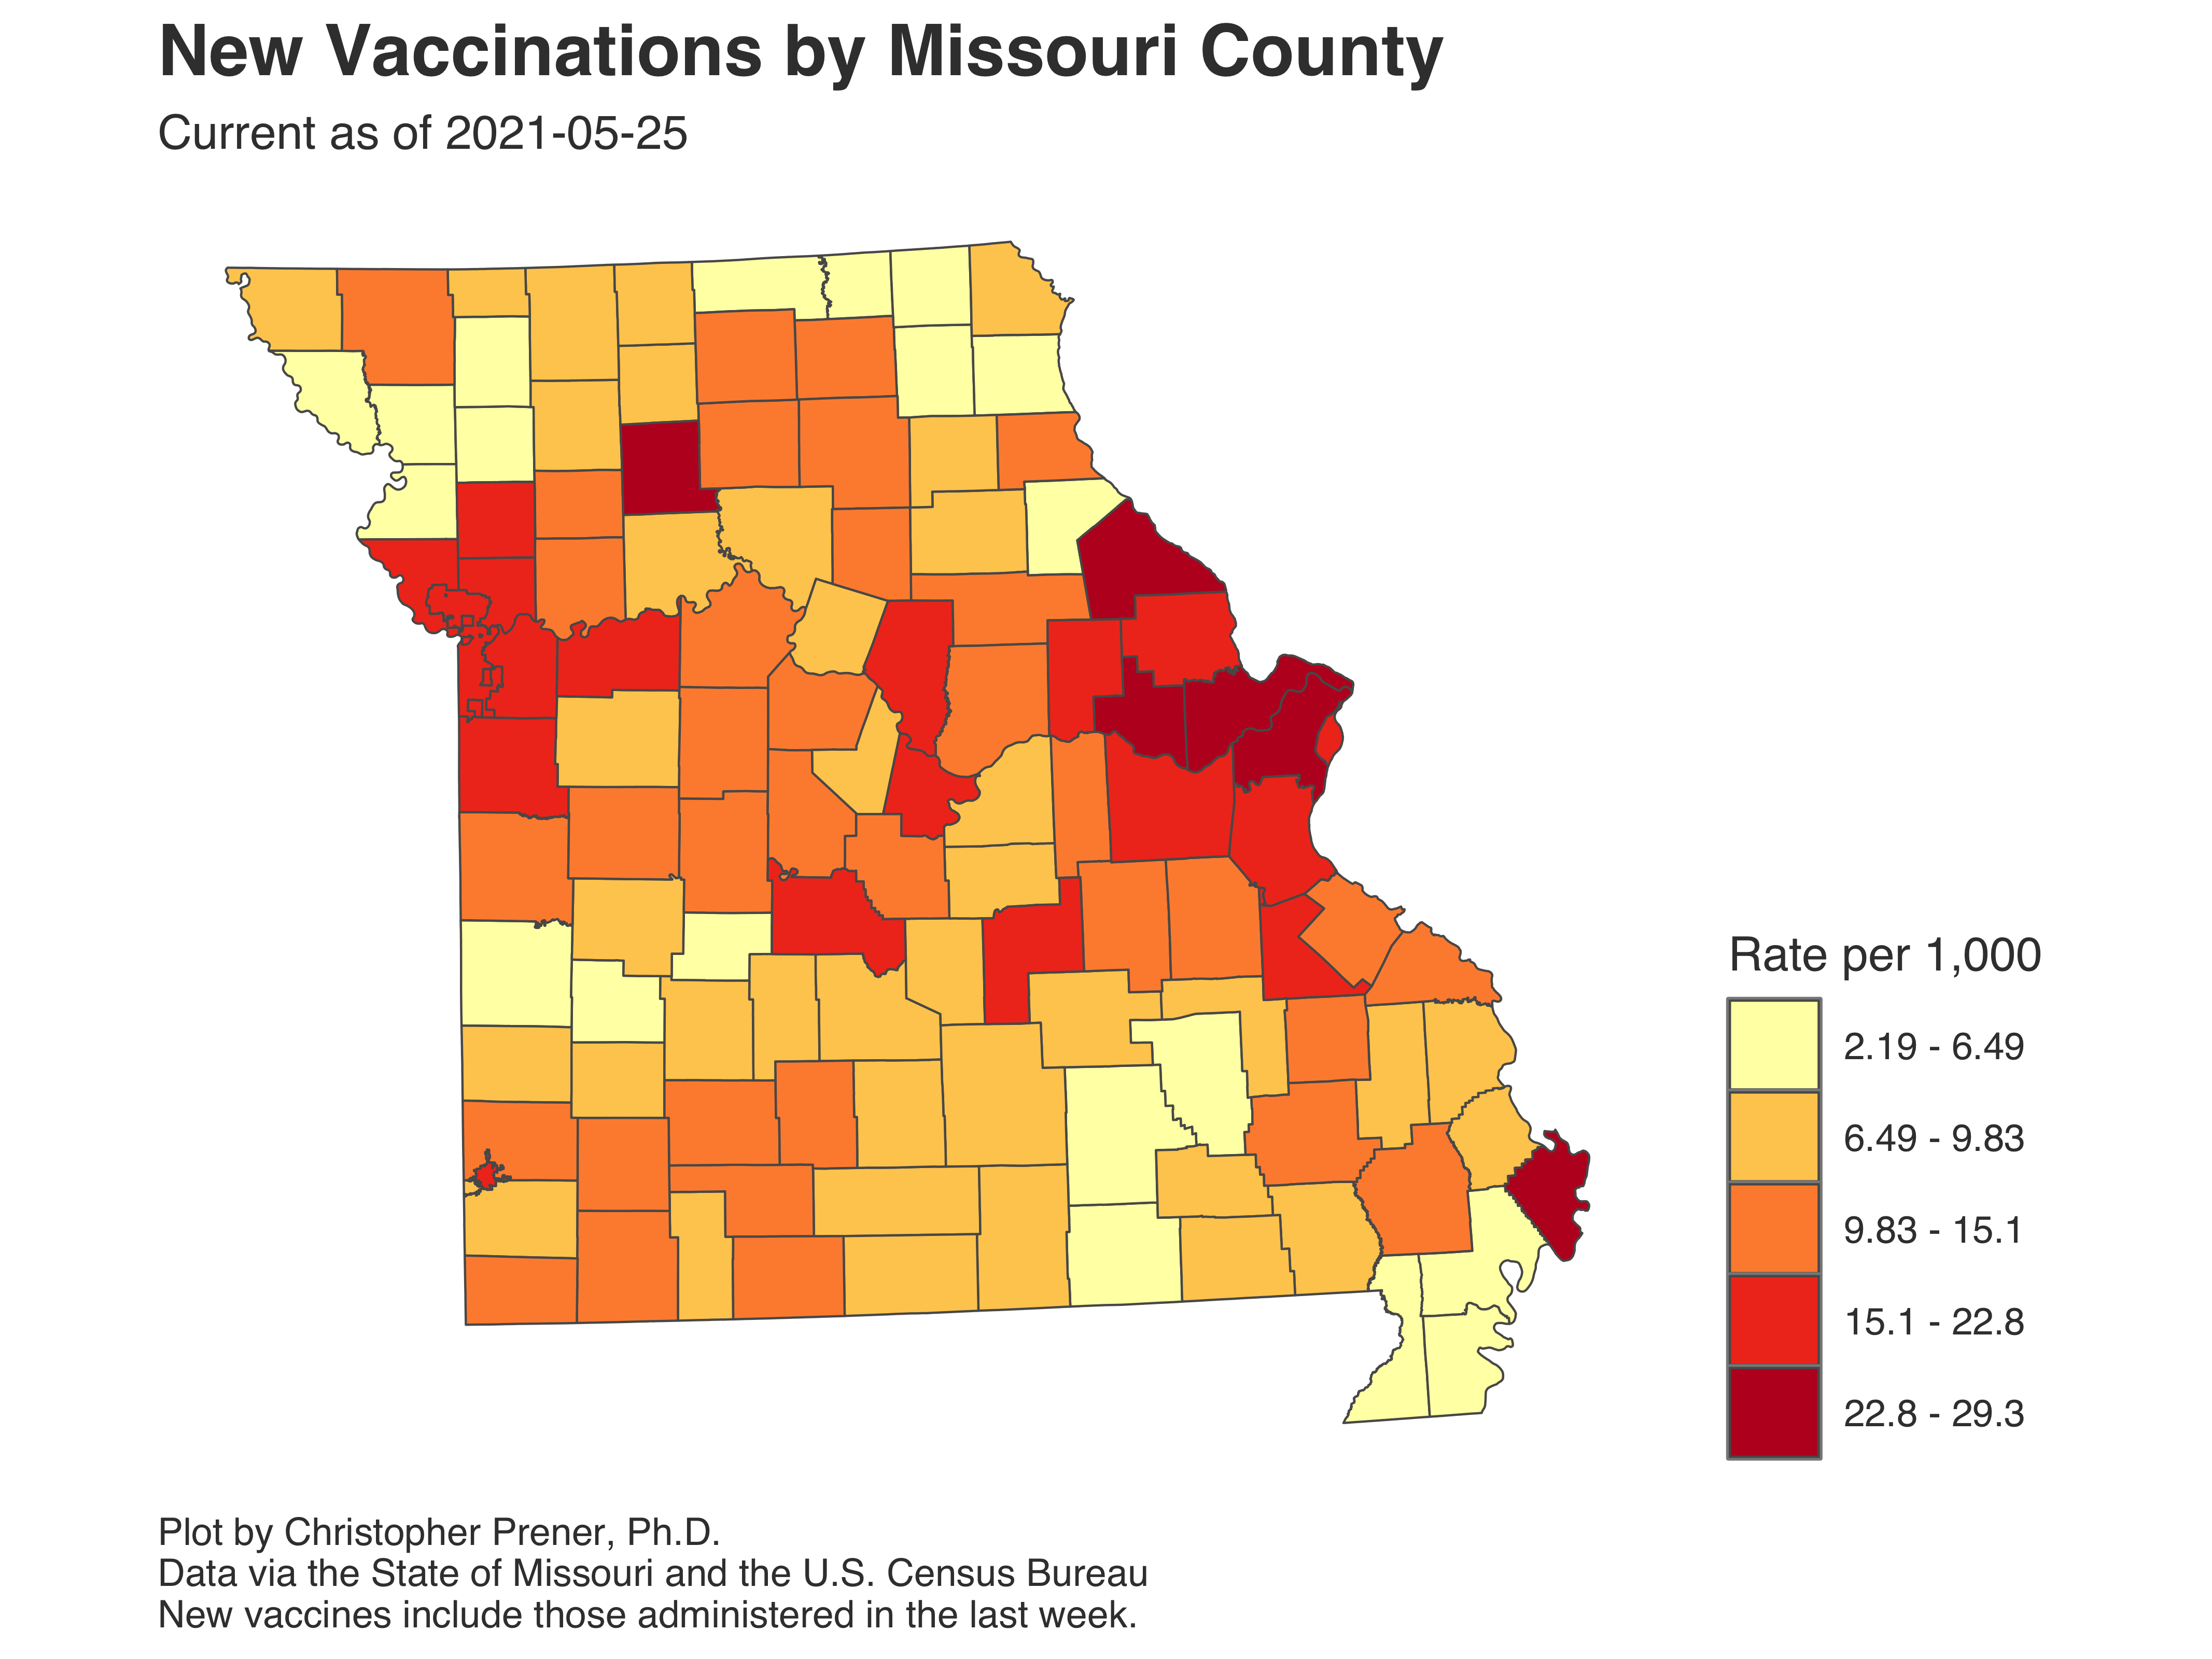 New Vaccinations by Missouri County
Current as of 2021-05-25
Rate per 1,000
2.19 - 6.49
6.49 - 9.83
9.83 - 15.1
15.1 - 22.8
22.8 - 29.3
Plot by Christopher Prener, Ph.D.
Data via the State of Missouri and the U.S. Census Bureau
New vaccines include those administered in the last week.